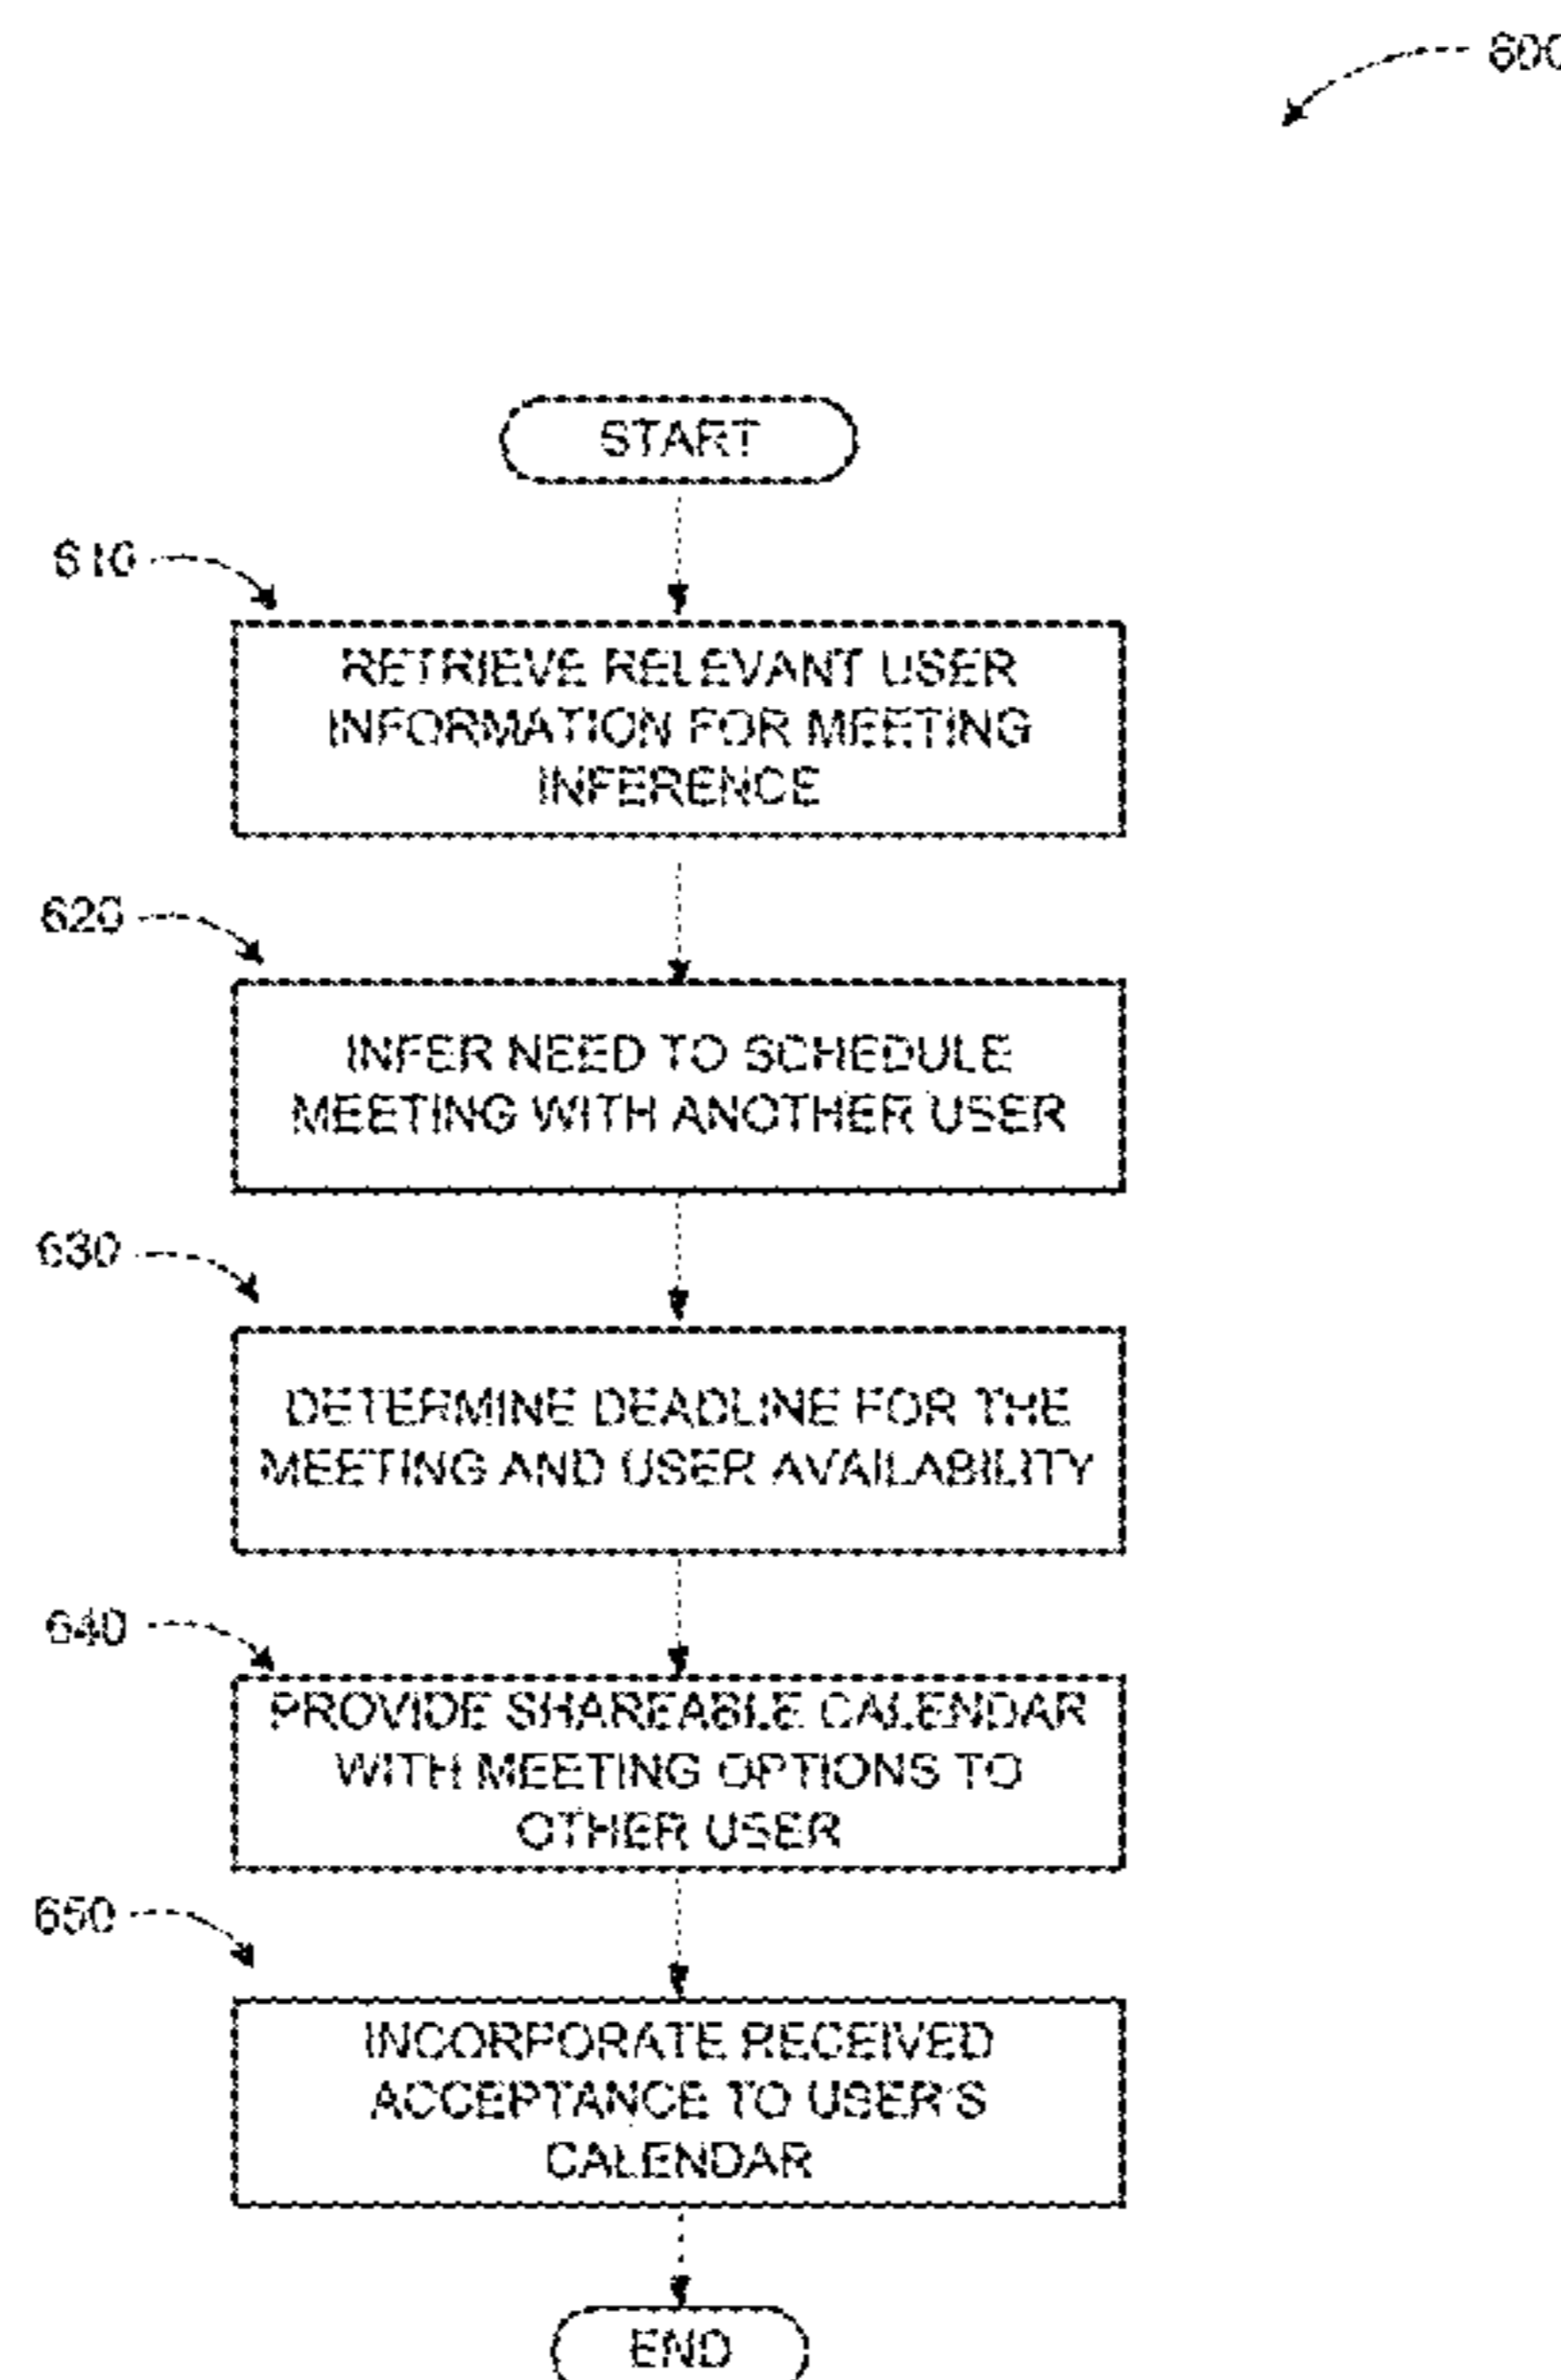 600
START
610
RETRIEVE RELEVANT USER
INFORMATION FOR MEETING
INFERENCE
620
INFER NEED TO SCHEDULE
MEETING WITH ANOTHER USER
630
DETERMINE DEADLINE FOR THE
MEETING AND USER AVAILABILITY
640
PROVIDE SHAREABLE CALENDAR
WITH MEETING OPTIONS TO
OTHER USER
650
INCORPORATE RECEIVED
ACCEPTANCE TO USER'S
CALENDAR
END